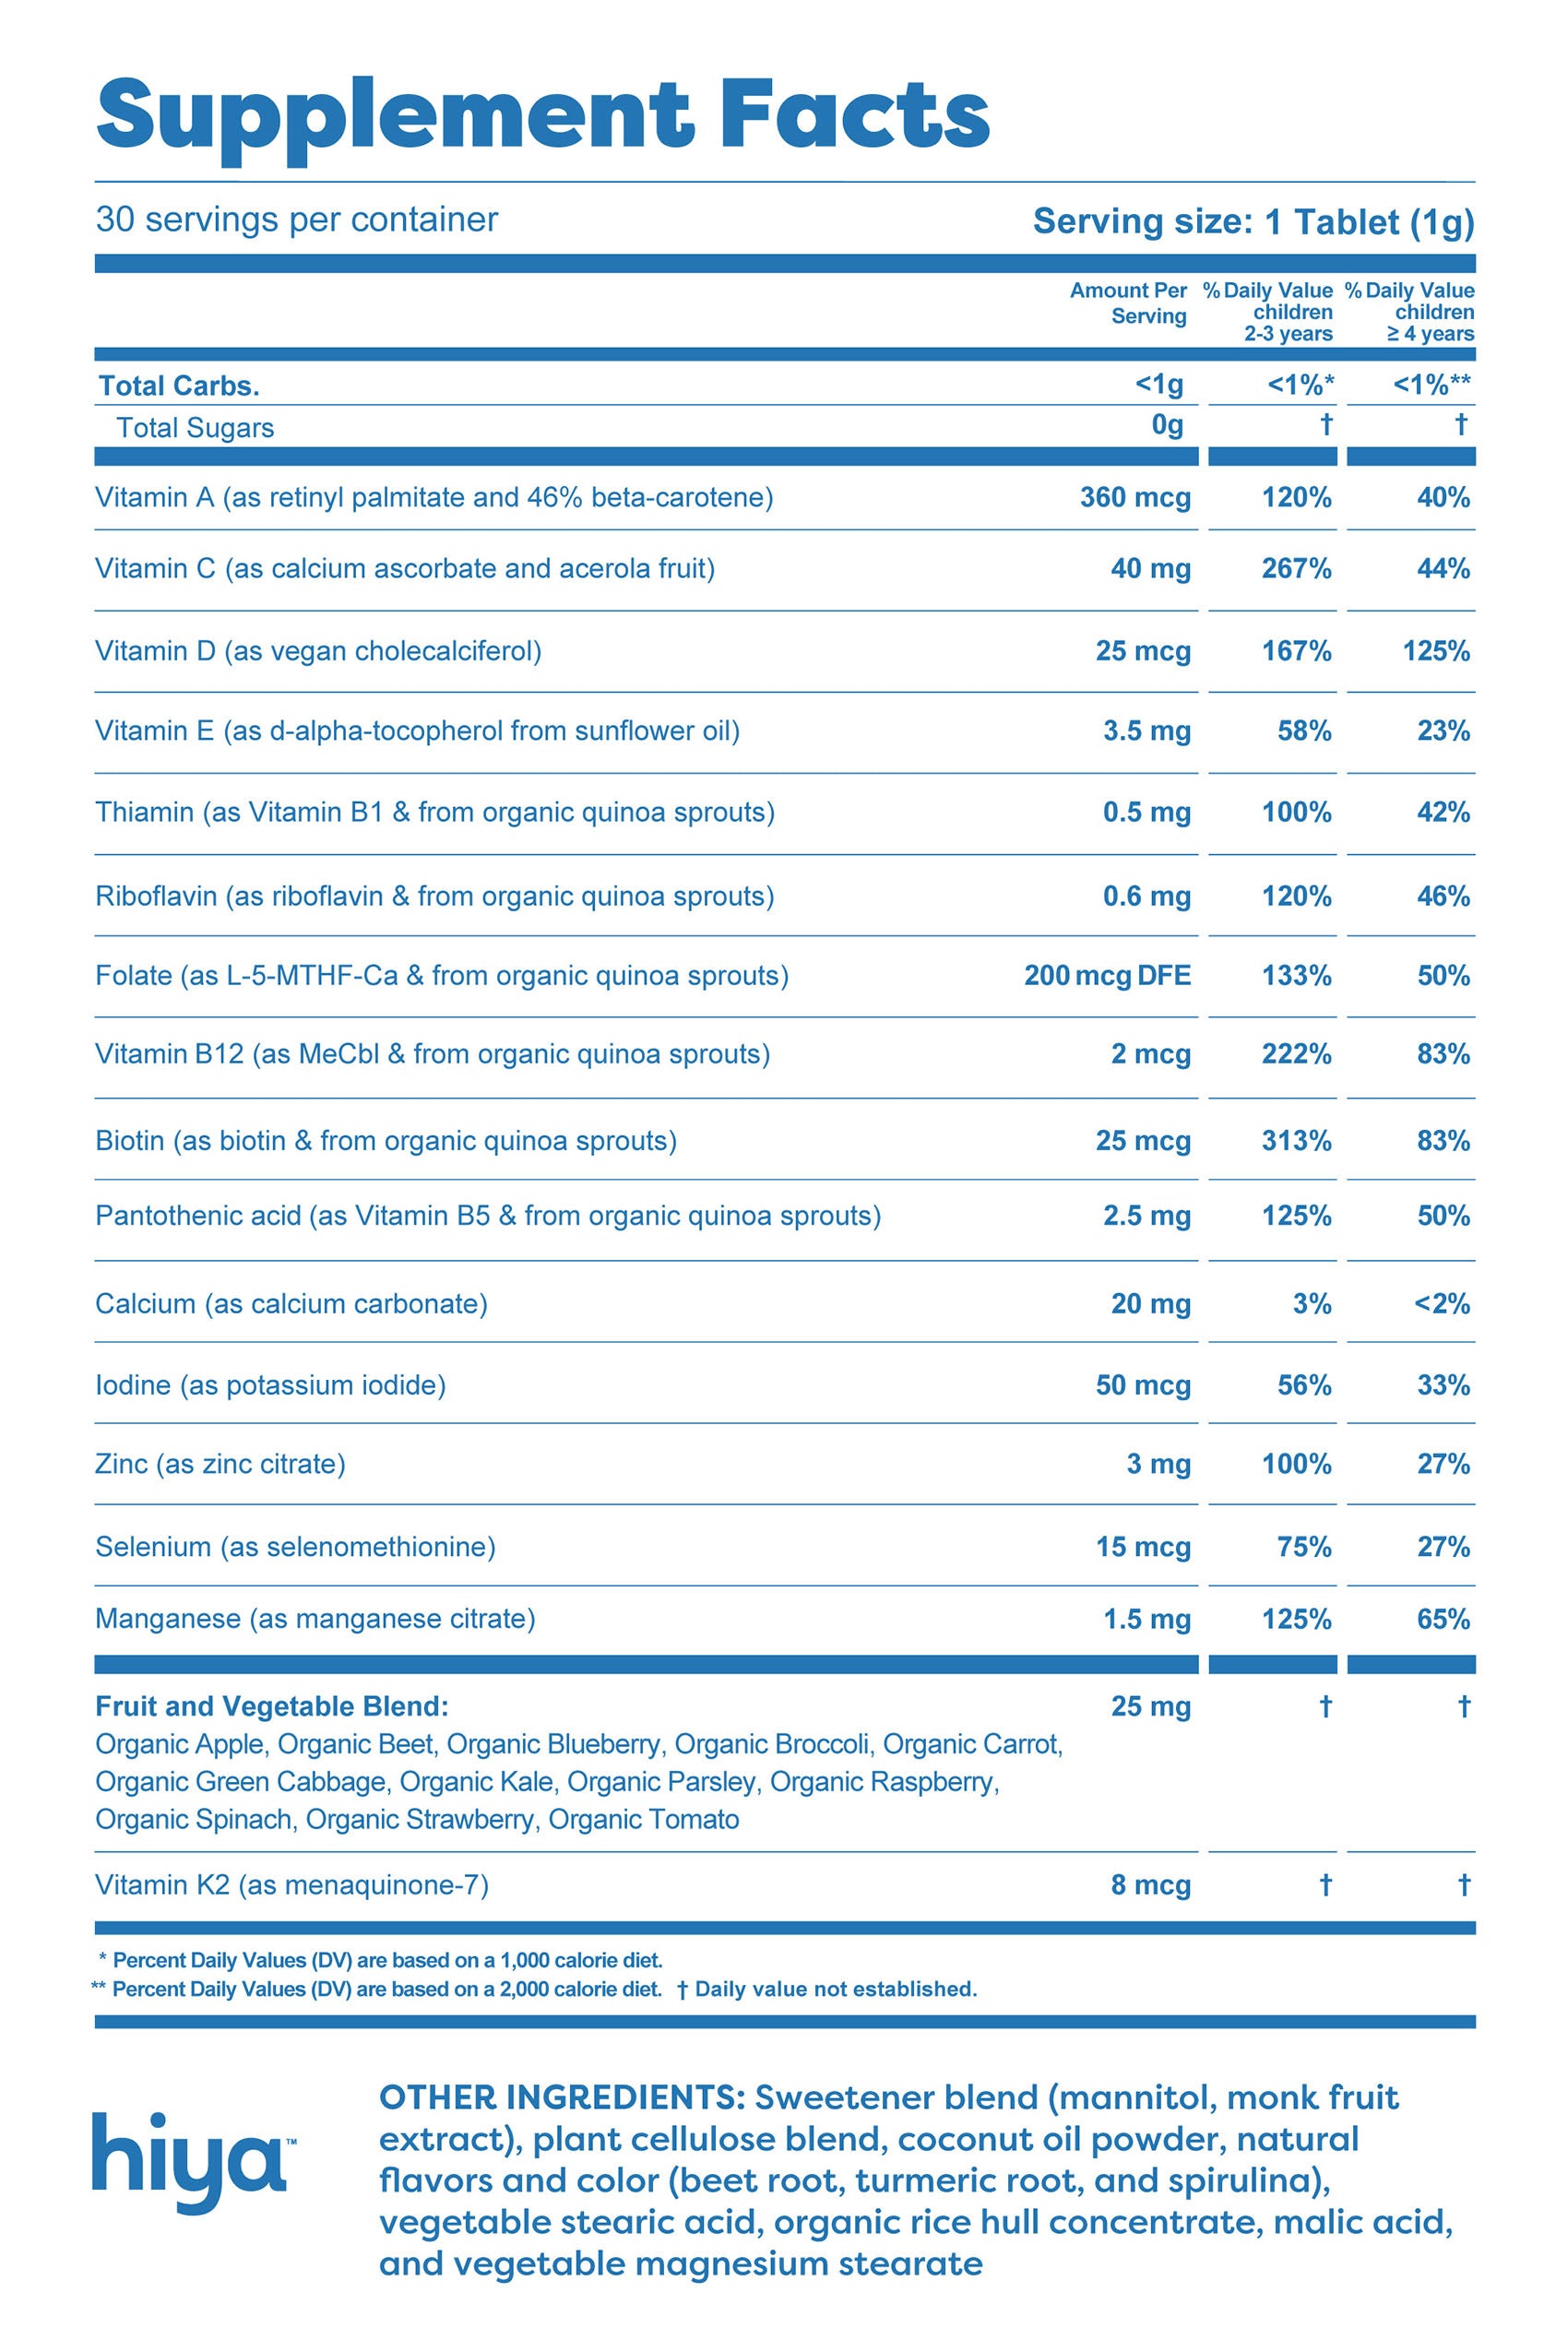 Supplement Facts
30 servings per container Serving size: 1 Tablet (1g)
Amount Per Serving % Daily Value children 2-3 years % Daily Value children ≥ 4 years
Total Carbs. <1g <1%* <1%**
Total Sugars 0g † †
Vitamin A (as retinyl palmitate and 46% beta-carotene) 360 mcg 120% 40%
Vitamin C (as calcium ascorbate and acerola fruit) 40 mg 267% 44%
Vitamin D (as vegan cholecalciferol) 25 mcg 167% 125%
Vitamin E (as d-alpha-tocopherol from sunflower oil) 3.5 mg 58% 23%
Thiamin (as Vitamin B1 & from organic quinoa sprouts) 0.5 mg 100% 42%
Riboflavin (as riboflavin & from organic quinoa sprouts) 0.6 mg 120% 46%
Folate (as L-5-MTHF-Ca & from organic quinoa sprouts) 200 mcg DFE 133% 50%
Vitamin B12 (as MeCbl & from organic quinoa sprouts) 2 mcg 222% 83%
Biotin (as biotin & from organic quinoa sprouts) 25 mcg 313% 83%
Pantothenic acid (as Vitamin B5 & from organic quinoa sprouts) 2.5 mg 125% 50%
Calcium (as calcium carbonate) 20 mg 3% <2%
Iodine (as potassium iodide) 50 mcg 56% 33%
Zinc (as zinc citrate) 3 mg 100% 27%
Selenium (as selenomethionine) 15 mcg 75% 27%
Manganese (as manganese citrate) 1.5 mg 125% 65%
Fruit and Vegetable Blend: 25 mg † †
Organic Apple, Organic Beet, Organic Blueberry, Organic Broccoli, Organic Carrot,
Organic Green Cabbage, Organic Kale, Organic Parsley, Organic Raspberry,
Organic Spinach, Organic Strawberry, Organic Tomato
Vitamin K2 (as menaquinone-7) 8 mcg † †
* Percent Daily Values (DV) are based on a 1,000 calorie diet.
** Percent Daily Values (DV) are based on a 2,000 calorie diet. † Daily value not established.
hiya™
OTHER INGREDIENTS: Sweetener blend (mannitol, monk fruit
extract), plant cellulose blend, coconut oil powder, natural
flavors and color (beet root, turmeric root, and spirulina),
vegetable stearic acid, organic rice hull concentrate, malic acid,
and vegetable magnesium stearate